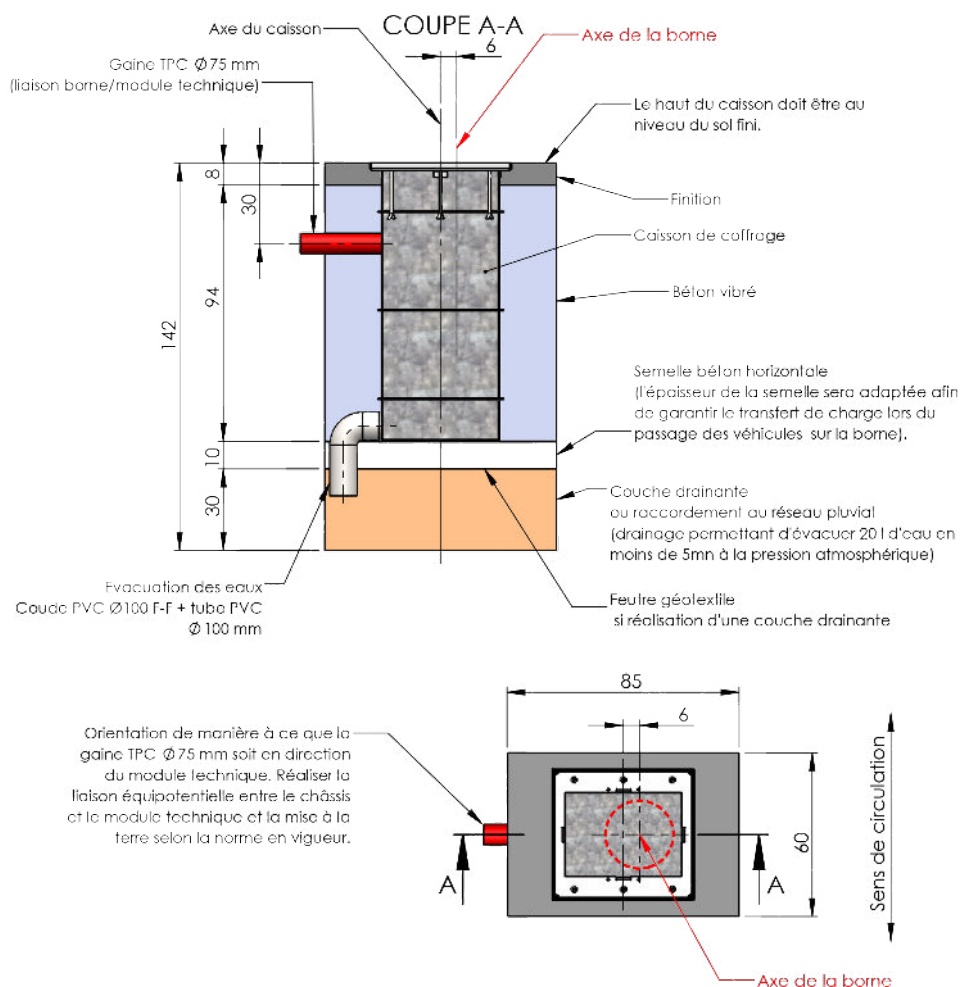 COUPE A-A
Axe du caisson
6
Axe de la borne
Gaine TPC Ø75 mm
(liaison borne/module technique)
Le haut du caisson doit être au
niveau du sol fini.
8
30
Finition
Caisson de coffrage
94
142
Béton vibré
Semelle béton horizontale
(l'épaisseur de la semelle sera adaptée afin
de garantir le transfert de charge lors du
passage des véhicules sur la borne).
10
30
Couche drainante
ou raccordement au réseau pluvial
(drainage permettant d'évacuer 20 l d'eau en
moins de 5mn à la pression atmosphérique)
Evacuation des eaux
Coude PVC Ø100 F-F + tube PVC
Ø 100 mm
Feutre géotextile
si réalisation d'une couche drainante
85
6
Orientation de manière à ce que la
gaine TPC Ø75 mm soit en direction
du module technique. Réaliser la
liaison équipotentielle entre le châssis
et le module technique et la mise à la
terre selon la norme en vigueur.
60
Sens de circulation
A
A
Axe de la borne